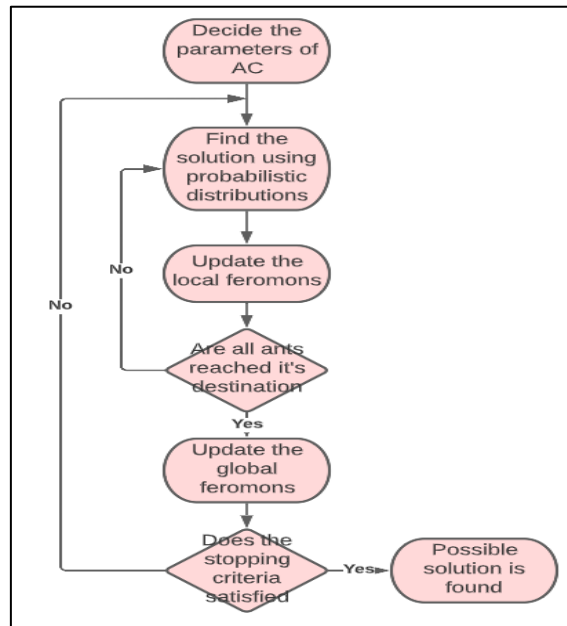 Decide the
parameters of
AC
Find the
solution using
probabilistic
distributions
No
Update the
local feromons
No
Are all ants
reached it's
destination
Yes
Update the
global
feromons
Does the
stopping
criteria
satisfied
Yes
Possible
solution is
found